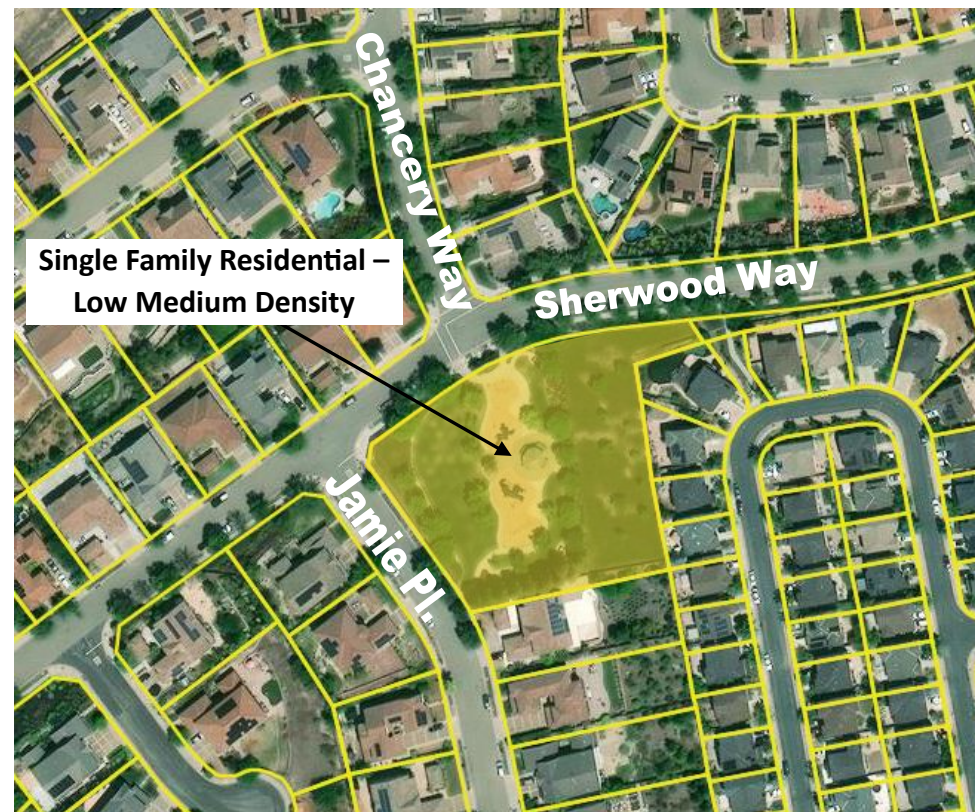 Chancery Way
Single Family Residential –
Low Medium Density
Sherwood Way
Jamie Pl.